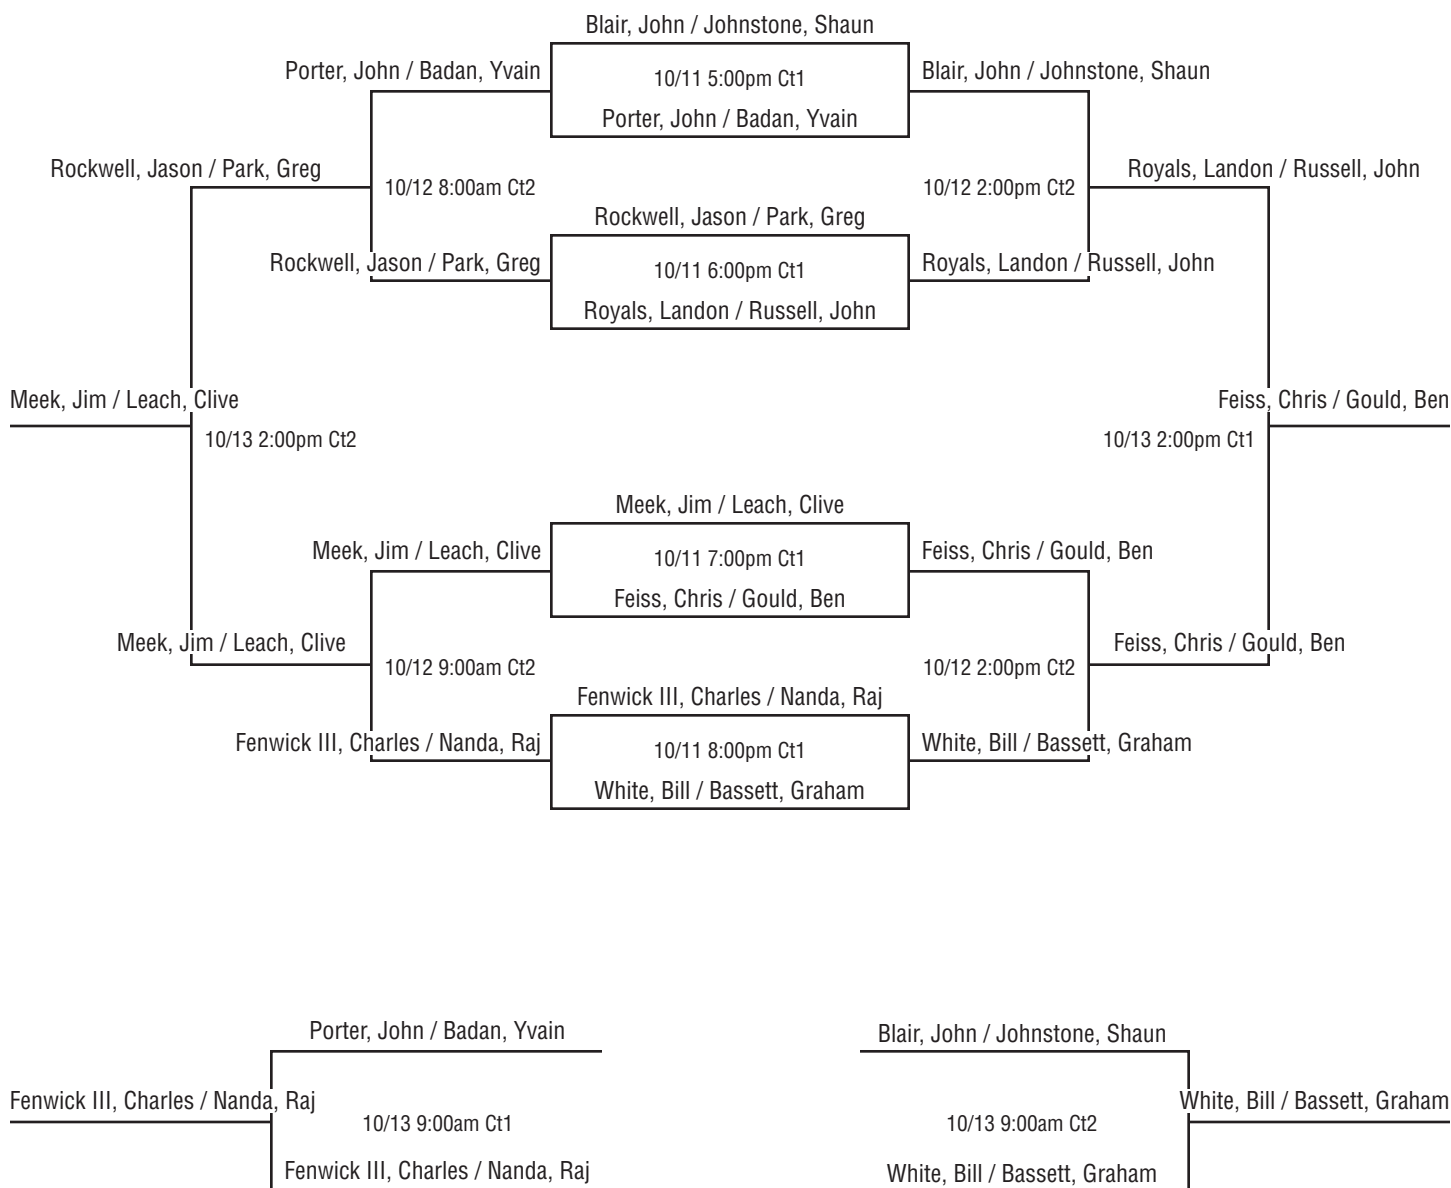 Blair, John / Johnstone, Shaun
Porter, John / Badan, Yvain
10/11 5:00pm Ct1
Blair, John / Johnstone, Shaun
Porter, John / Badan, Yvain
Rockwell, Jason / Park, Greg
10/12 8:00am Ct2
10/12 2:00pm Ct2
Royals, Landon / Russell, John
Rockwell, Jason / Park, Greg
Rockwell, Jason / Park, Greg
10/11 6:00pm Ct1
Royals, Landon / Russell, John
Royals, Landon / Russell, John
Meek, Jim / Leach, Clive
Feiss, Chris / Gould, Ben
10/13 2:00pm Ct2
10/13 2:00pm Ct1
Meek, Jim / Leach, Clive
Meek, Jim / Leach, Clive
10/11 7:00pm Ct1
Feiss, Chris / Gould, Ben
Feiss, Chris / Gould, Ben
Meek, Jim / Leach, Clive
10/12 9:00am Ct2
10/12 2:00pm Ct2
Feiss, Chris / Gould, Ben
Fenwick III, Charles / Nanda, Raj
Fenwick III, Charles / Nanda, Raj
10/11 8:00pm Ct1
White, Bill / Bassett, Graham
White, Bill / Bassett, Graham
Porter, John / Badan, Yvain
Fenwick III, Charles / Nanda, Raj
10/13 9:00am Ct1
Fenwick III, Charles / Nanda, Raj
Blair, John / Johnstone, Shaun
White, Bill / Bassett, Graham
10/13 9:00am Ct2
White, Bill / Bassett, Graham